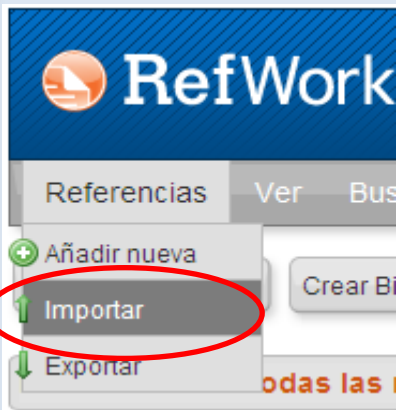 RefWork
Referencias Ver Bus
Añadir nueva
Importar
Crear Bi
Exportar
odas las